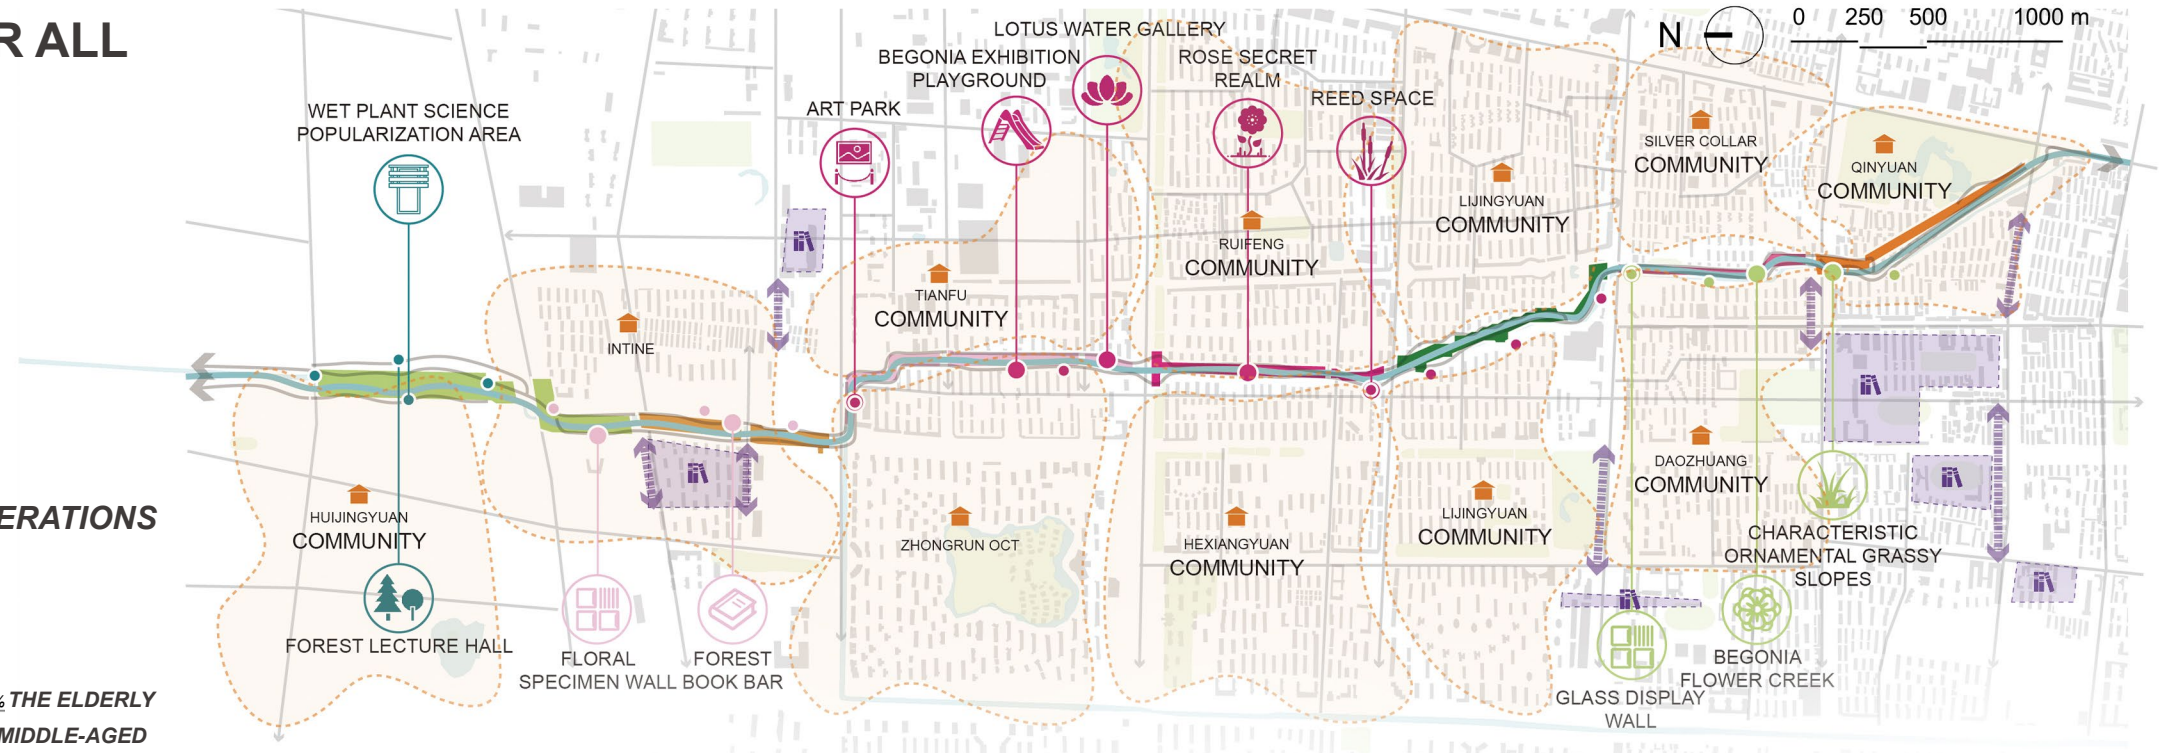 R ALL
ERATIONS
% THE ELDERLY
MIDDLE-AGED
N
0 250 500 1000 m
LOTUS WATER GALLERY
BEGONIA EXHIBITION
PLAYGROUND
ROSE SECRET
REALM
REED SPACE
ART PARK
WET PLANT SCIENCE
POPULARIZATION AREA
SILVER COLLAR
COMMUNITY
QINYUAN
COMMUNITY
LIJINGYUAN
COMMUNITY
RUIFENG
COMMUNITY
TIANFU
COMMUNITY
INTINE
HUIJINGYUAN
COMMUNITY
ZHONGRUN OCT
HEXIANGYUAN
COMMUNITY
LIJINGYUAN
COMMUNITY
DAOZHUANG
COMMUNITY
CHARACTERISTIC
ORNAMENTAL GRASSY
SLOPES
FOREST LECTURE HALL
FLORAL
SPECIMEN WALL
FOREST
BOOK BAR
BEGONIA
FLOWER CREEK
GLASS DISPLAY
WALL